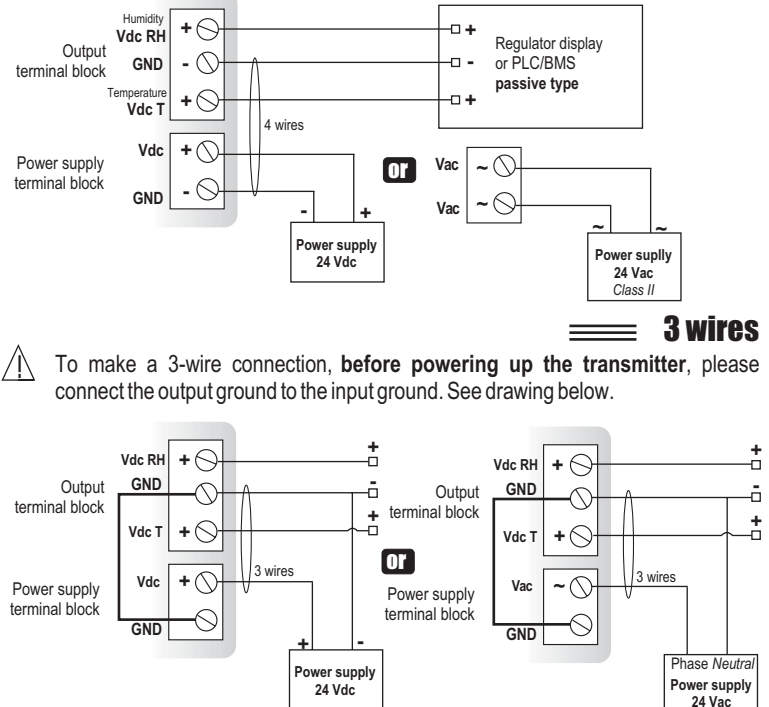 Humidity
Vdc RH
+
Output
terminal block
GND
-
Temperature
Vdc T
+
+
-
+
Regulator display
or PLC/BMS
passive type
4 wires
Power supply
terminal block
Vdc
+
GND
-
- +
Power supply
24 Vdc
or
Vac
~
Vac
~
~ ~
Power suplly
24 Vac
Class II
3 wires
To make a 3-wire connection, before powering up the transmitter, please
connect the output ground to the input ground. See drawing below.
Vdc RH
+
GND
Output
terminal block
Vdc T
+
+
-
+
3 wires
Power supply
terminal block
Vdc
+
GND
+ -
Power supply
24 Vdc
or
Vdc RH
+
GND
Output
terminal block
Vdc T
+
+
-
+
3 wires
Power supply
terminal block
Vac
~
GND
Phase Neutral
Power supply
24 Vac